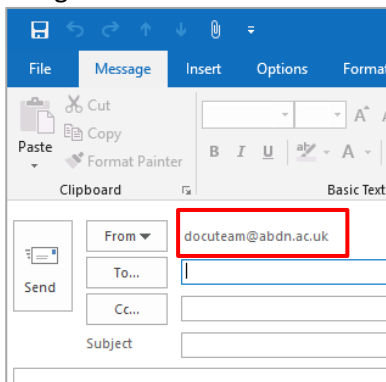 File Message Insert Options
Cut
Copy
Paste
Format Painter
B I U A
Clipboard
Basic Text
From
docuteam@abdn.ac.uk
To...
Send
Cc...
Subject